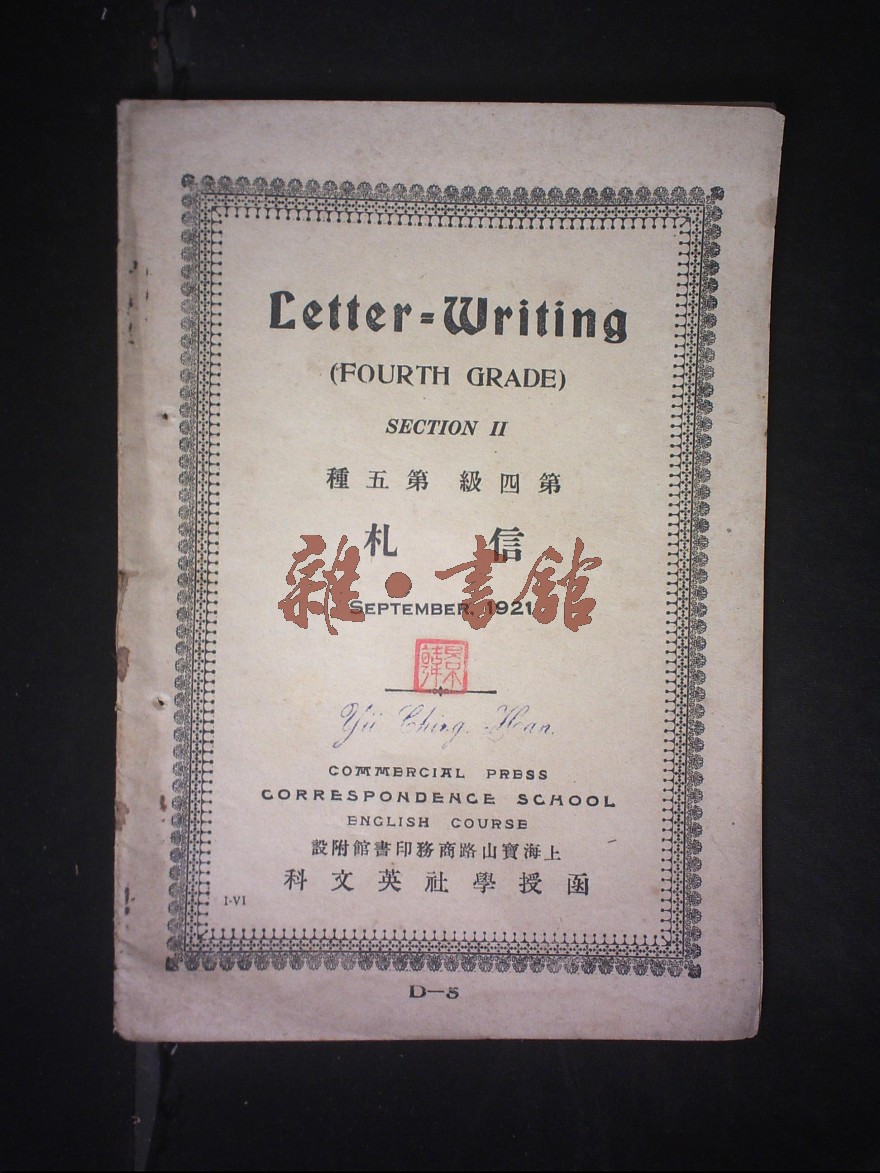 Letter=Writing
(FOURTH GRADE)
SECTION II
第四級 第五種
信札
雜·書館
SEPTEMBER, 1921
Yü Ching-Hoan.
COMMERCIAL PRESS
CORRESPONDENCE SCHOOL
ENGLISH COURSE
上海寶山路商務印書館附設
函授學社英文科
I-VI
D—5